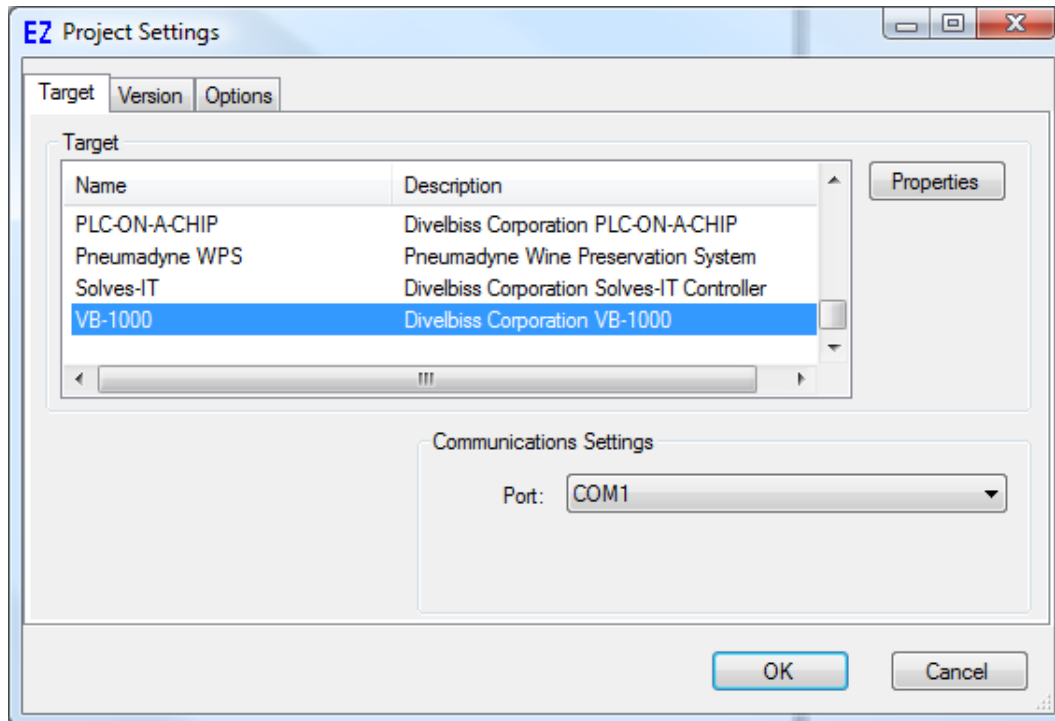 EZ Project Settings
Target Version Options
Target
Name Description
PLC-ON-A-CHIP Divelbiss Corporation PLC-ON-A-CHIP
Pneumadyne WPS Pneumadyne Wine Preservation System
Solves-IT Divelbiss Corporation Solves-IT Controller
VB-1000 Divelbiss Corporation VB-1000
Properties
Communications Settings
Port: COM1
OK Cancel